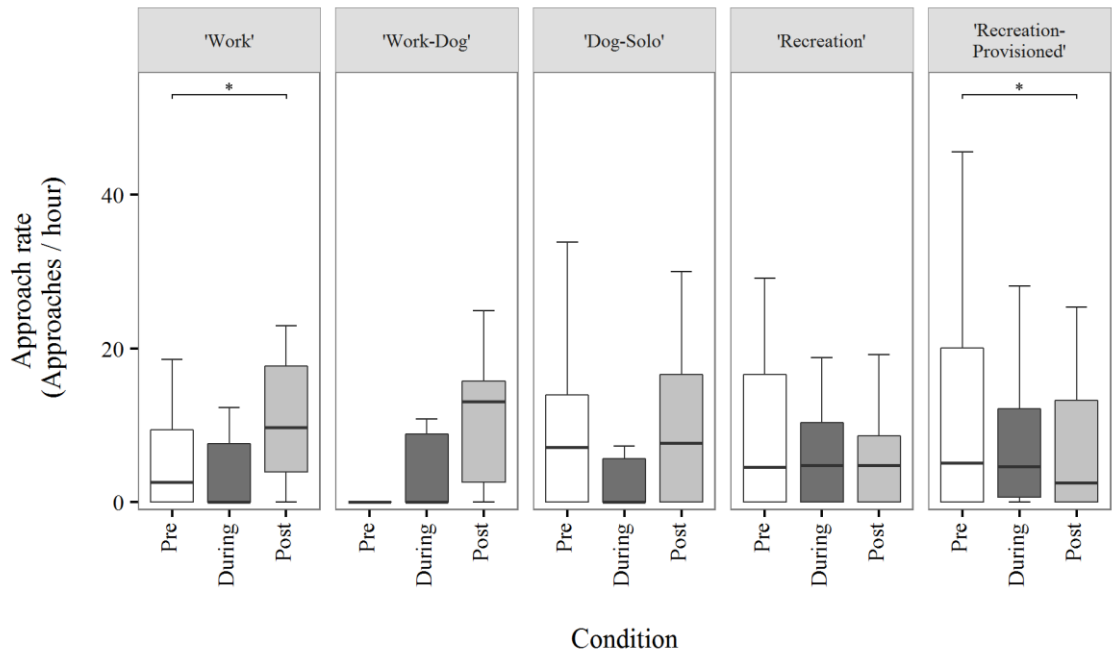 'Work'
'Work-Dog'
'Dog-Solo'
'Recreation'
'Recreation-
Provisioned'
*
*
Approach rate
(Approaches / hour)
40
20
0
Pre
During
Post
Pre
During
Post
Pre
During
Post
Pre
During
Post
Pre
During
Post
Condition